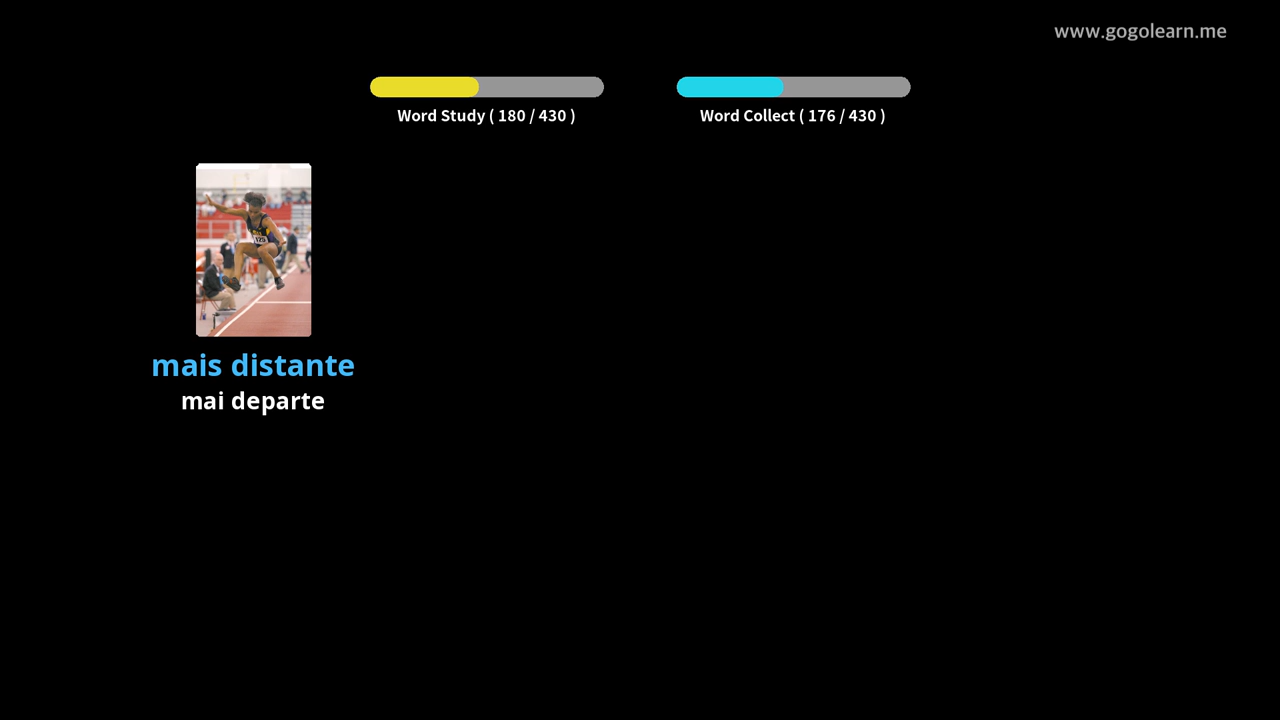 www.gogolearn.me
Word Study ( 180 / 430 )
Word Collect ( 176 / 430 )
mais distante
mai departe